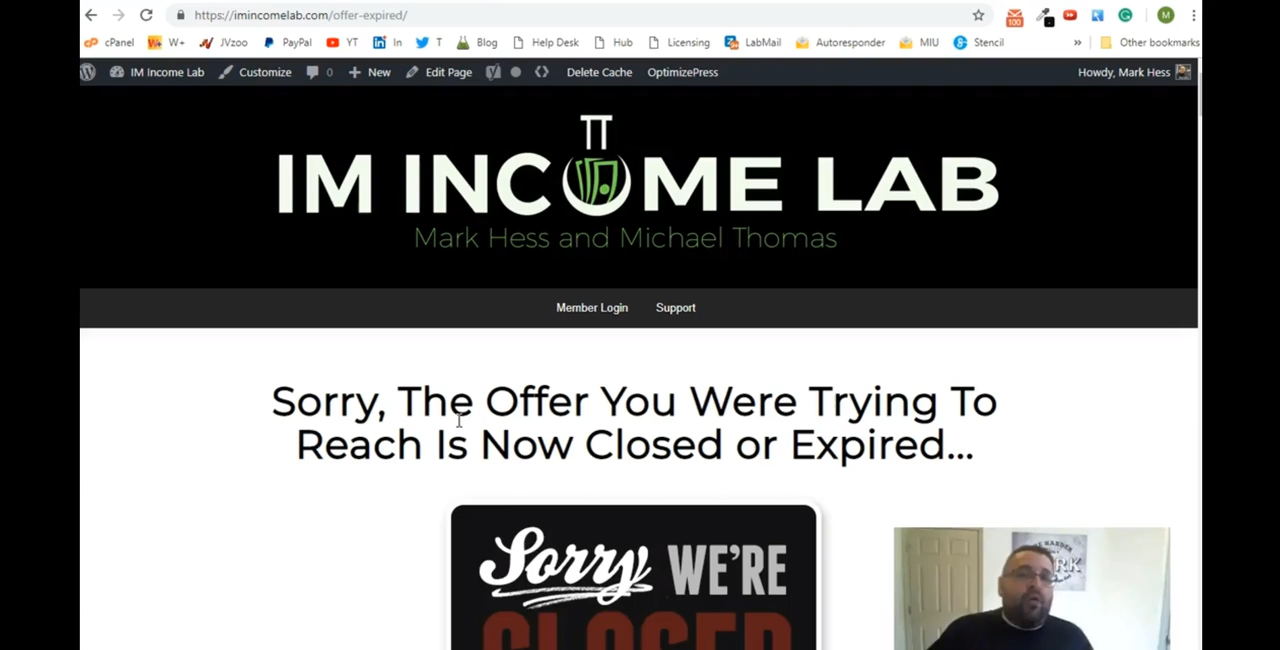 https://imincomelab.com/offer-expired/
100
M
cPanel W+ JVzoo PayPal YT In T Blog Help Desk Hub Licensing LabMail Autoresponder MIU Stencil » Other bookmarks
IM Income Lab Customize 0 New Edit Page Delete Cache OptimizePress Howdy, Mark Hess
IM INCOME LAB
Mark Hess and Michael Thomas
Member Login Support
Sorry, The Offer You Were Trying To
Reach Is Now Closed or Expired...
Sorry WE'RE
CLOSED